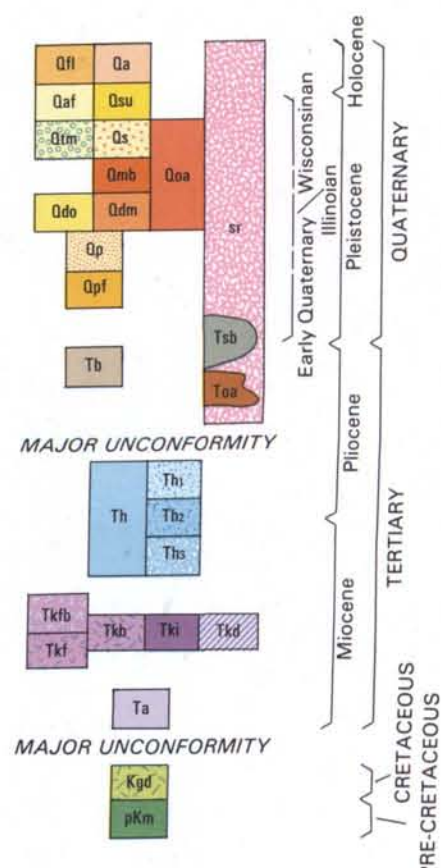 Qfl Qa
Qaf Qsu
Qtm Qs
Qmb Qoa
Qdo Qdm
Qp
Qpf
sr
Tsb
Tb
Toa
MAJOR UNCONFORMITY
Th Th1
Th2
Th3
Tkfb
Tkb Tki Tkd
Tkf
Ta
MAJOR UNCONFORMITY
Kgd
pKm
Early Quaternary
Illinoian
Wisconsinan
Holocene
Pleistocene
Pliocene
Miocene
QUATERNARY
TERTIARY
CRETACEOUS
PRE-CRETACEOUS